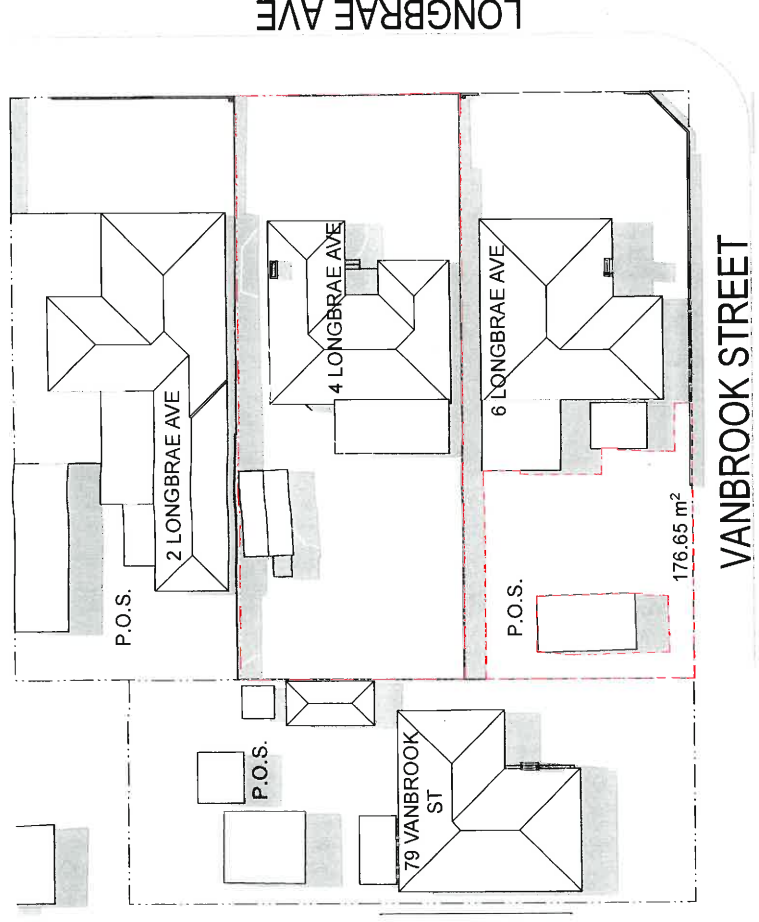 LONGBRAE AVE
4 LONGBRAE AVE
6 LONGBRAE AVE
2 LONGBRAE AVE
VANBROOK STREET
176.65 m²
P.O.S.
P.O.S.
P.O.S.
79 VANBROOK
ST